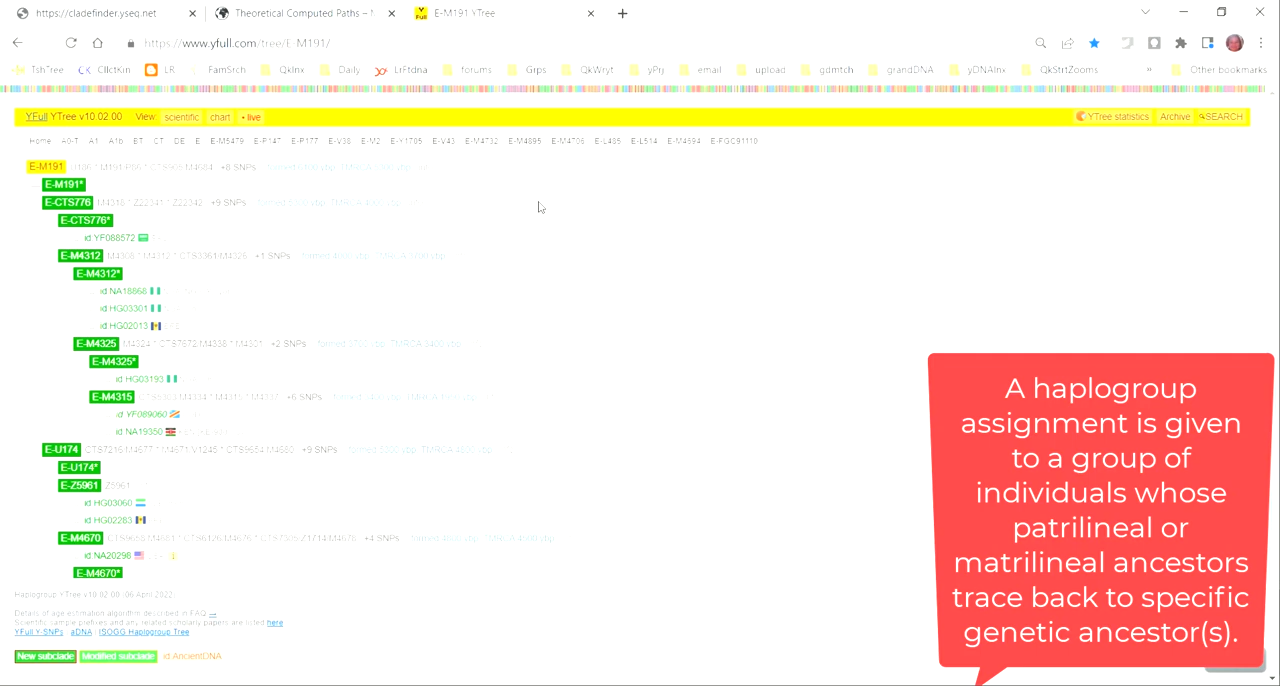 https://cladefinder.yseq.net
Theoretical Computed Paths –
E-M191 YTree
https://www.yfull.com/tree/E-M191/
TshTree CllctKin LR FamSrch QkInx Daily LrFtdna forums Gips QkWryt yPrj email upload gdmtch grandDNA yDNAInx QkStrtZooms » Other bookmarks
YFull YTree v10.02.00 View: scientific chart • live YTree statistics Archive SEARCH
Home A0-T A1 A1b BT CT DE E E-M5479 E-P147 E-P177 E-V38 E-M2 E-Y1705 E-V43 E-M4732 E-M4895 E-M4706 E-L485 E-L514 E-M4694 E-FGC91110
E-M191 +8 SNPs
E-M191*
E-CTS776 M4318 * Z22341 * Z22342 +9 SNPs
E-CTS776*
id:YF088572
E-M4312 +1 SNPs
E-M4312*
id:NA18868
id:HG03301
id:HG02013
E-M4325 +2 SNPs
E-M4325*
id:HG03193
E-M4315 +6 SNPs
id:YF089060
id:NA19350
E-U174 +9 SNPs
E-U174*
E-Z5961 Z5961
id:HG03060
id:HG02283
E-M4670 +4 SNPs
id:NA20298
E-M4670*
Haplogroup YTree v10.02.00 (06 April 2022)
Details of age estimation algorithm described in FAQ
Scientific sample prefixes and any related scholarly papers are listed here
YFull Y-SNPs aDNA ISOGG Haplogroup Tree
New subclade Modified subclade id:AncientDNA
A haplogroup
assignment is given
to a group of
individuals whose
patrilineal or
matrilineal ancestors
trace back to specific
genetic ancestor(s).